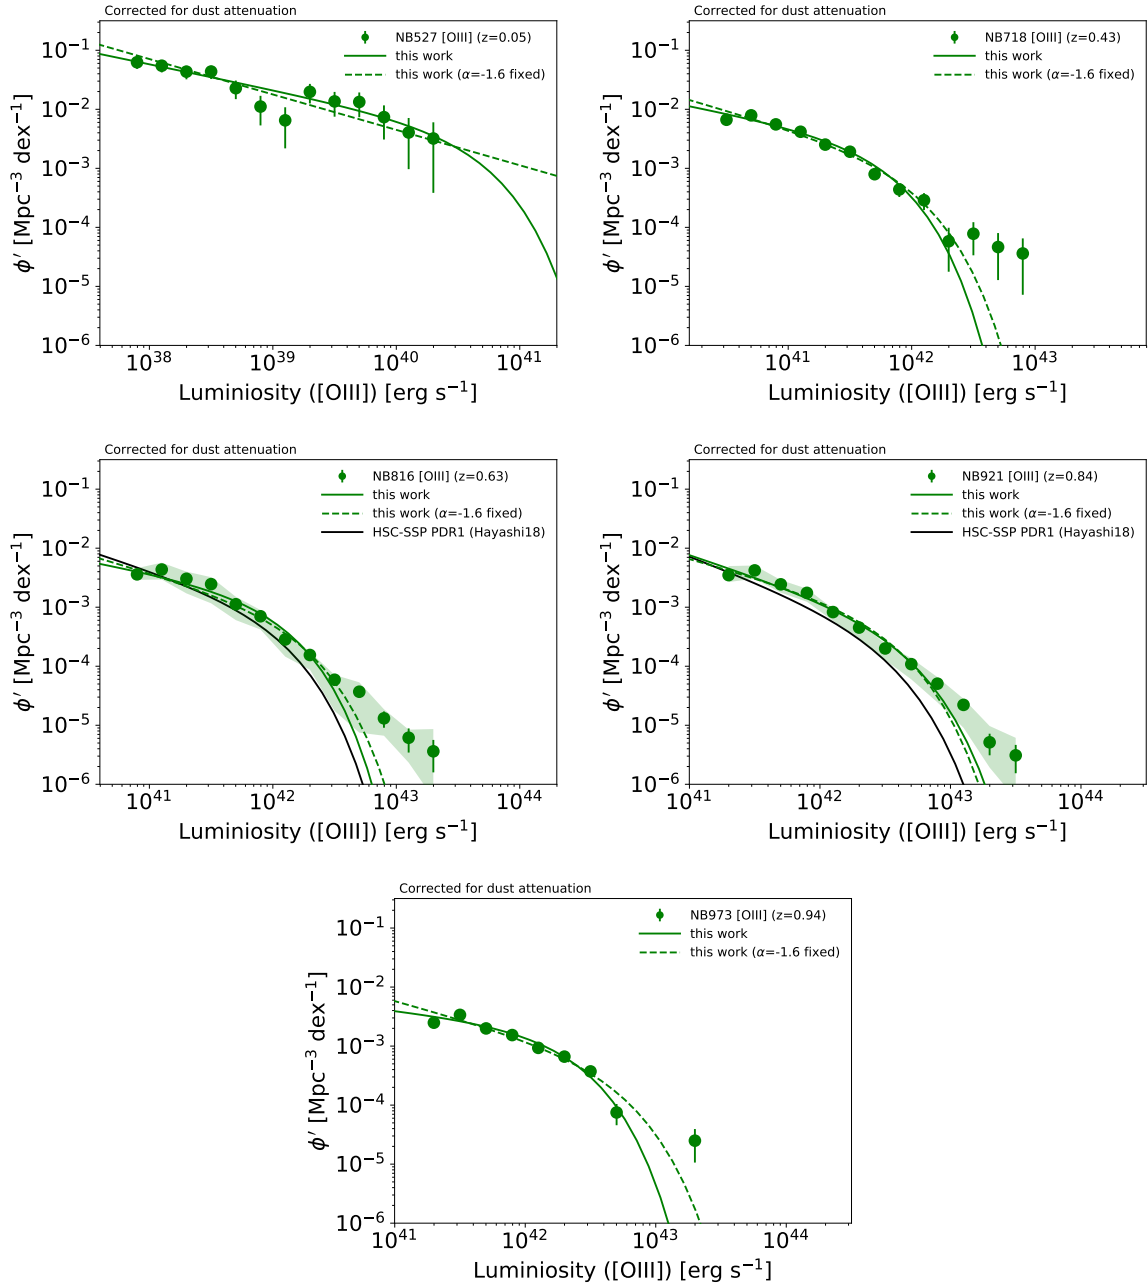 Corrected for dust attenuation
NB527 [OIII] (z=0.05)
this work
this work (α=-1.6 fixed)
10⁻¹
10⁻²
10⁻³
10⁻⁴
10⁻⁵
10⁻⁶
ϕ′ [Mpc⁻³ dex⁻¹]
10³⁸ 10³⁹ 10⁴⁰ 10⁴¹
Luminiosity ([OIII]) [erg s⁻¹]
Corrected for dust attenuation
NB718 [OIII] (z=0.43)
this work
this work (α=-1.6 fixed)
10⁻¹
10⁻²
10⁻³
10⁻⁴
10⁻⁵
10⁻⁶
ϕ′ [Mpc⁻³ dex⁻¹]
10⁴¹ 10⁴² 10⁴³
Luminiosity ([OIII]) [erg s⁻¹]
Corrected for dust attenuation
NB816 [OIII] (z=0.63)
this work
this work (α=-1.6 fixed)
HSC-SSP PDR1 (Hayashi18)
10⁻¹
10⁻²
10⁻³
10⁻⁴
10⁻⁵
10⁻⁶
ϕ′ [Mpc⁻³ dex⁻¹]
10⁴¹ 10⁴² 10⁴³ 10⁴⁴
Luminiosity ([OIII]) [erg s⁻¹]
Corrected for dust attenuation
NB921 [OIII] (z=0.84)
this work
this work (α=-1.6 fixed)
HSC-SSP PDR1 (Hayashi18)
10⁻¹
10⁻²
10⁻³
10⁻⁴
10⁻⁵
10⁻⁶
ϕ′ [Mpc⁻³ dex⁻¹]
10⁴¹ 10⁴² 10⁴³ 10⁴⁴
Luminiosity ([OIII]) [erg s⁻¹]
Corrected for dust attenuation
NB973 [OIII] (z=0.94)
this work
this work (α=-1.6 fixed)
10⁻¹
10⁻²
10⁻³
10⁻⁴
10⁻⁵
10⁻⁶
ϕ′ [Mpc⁻³ dex⁻¹]
10⁴¹ 10⁴² 10⁴³ 10⁴⁴
Luminiosity ([OIII]) [erg s⁻¹]